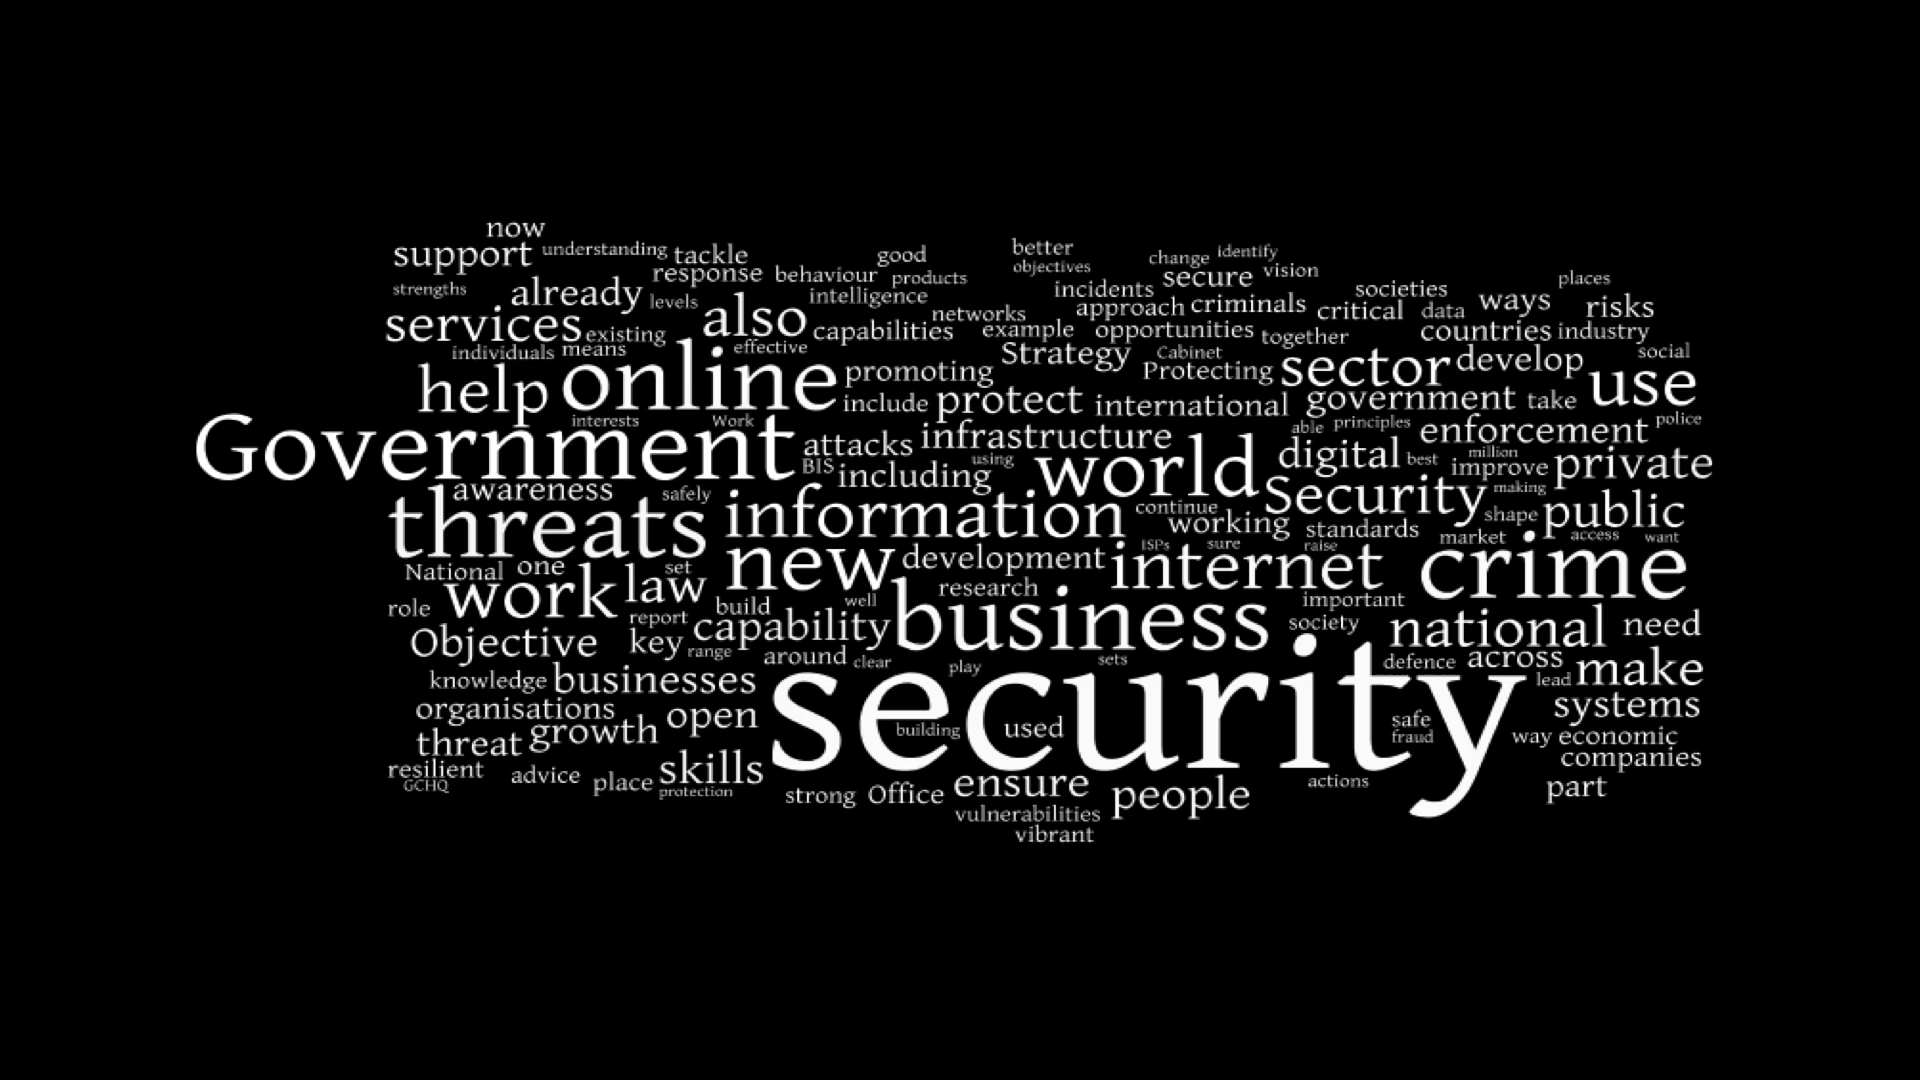 now
support understanding tackle good better change identify
response behaviour products objectives secure vision
strengths already levels intelligence incidents societies ways places
services existing also capabilities networks approach criminals critical data risks
example opportunities together countries industry
individuals means effective Strategy Cabinet sector develop social
help online promoting Protecting use
include protect international government take
interests Work able principles enforcement police
Government attacks infrastructure world digital best million
BIS including using improve private
awareness safely Security making
threats information continue working standards shape public
new development ISPs sure raise market access want
National one set internet crime
work law research important
role report build well business society national need
Objective key range capability around clear play sets defence across
knowledge businesses security lead make
organisations open building used safe systems
threat growth fraud way economic
resilient advice place skills companies
GCHQ protection strong Office ensure people actions part
vulnerabilities
vibrant